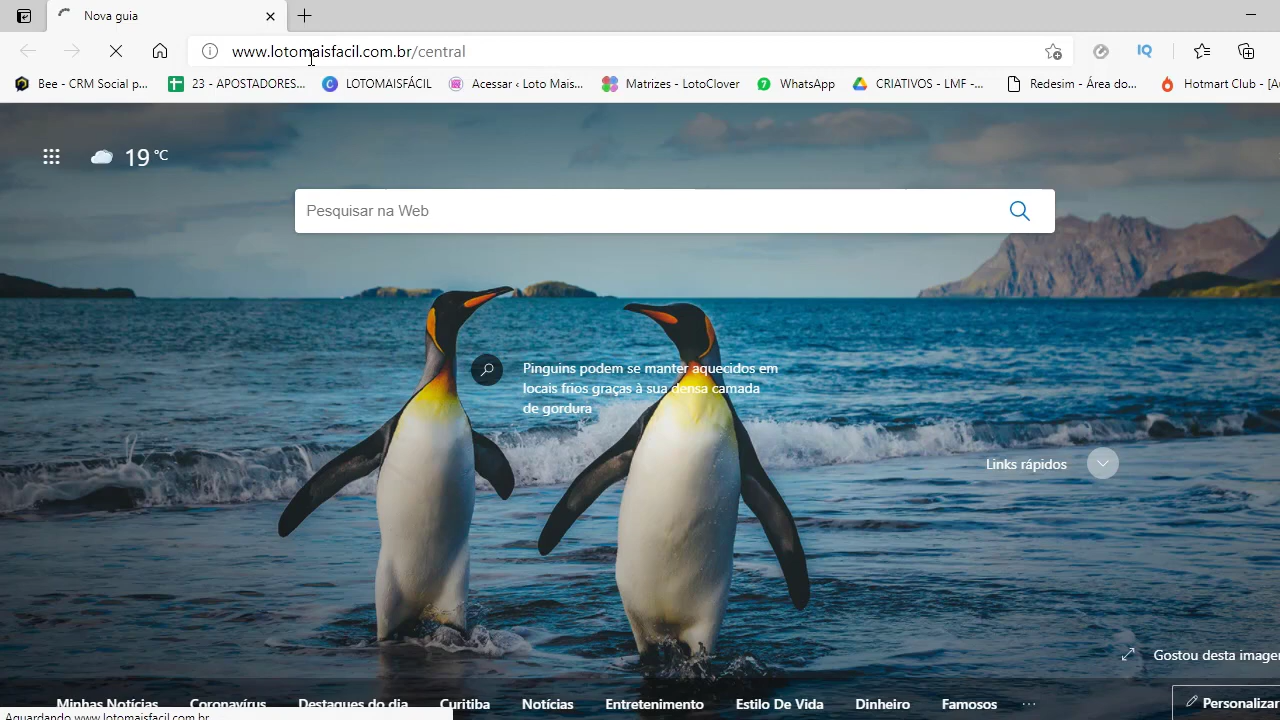 Nova guia
www.lotomaisfacil.com.br/central
IQ
Bee - CRM Social p...
23 - APOSTADORES...
LOTOMAISFÁCIL
Acessar ‹ Loto Mais...
Matrizes - LotoClover
WhatsApp
CRIATIVOS - LMF -...
Redesim - Área do...
Hotmart Club - [A
19 °C
Pesquisar na Web
Pinguins podem se manter aquecidos em
locais frios graças à sua densa camada
de gordura
Links rápidos
Gostou desta image
Minhas Notícias
Coronavírus
Destaques do dia
Curitiba
Notícias
Entretenimento
Estilo De Vida
Dinheiro
Famosos
...
Personalizar
Aguardando www.lotomaisfacil.com.br